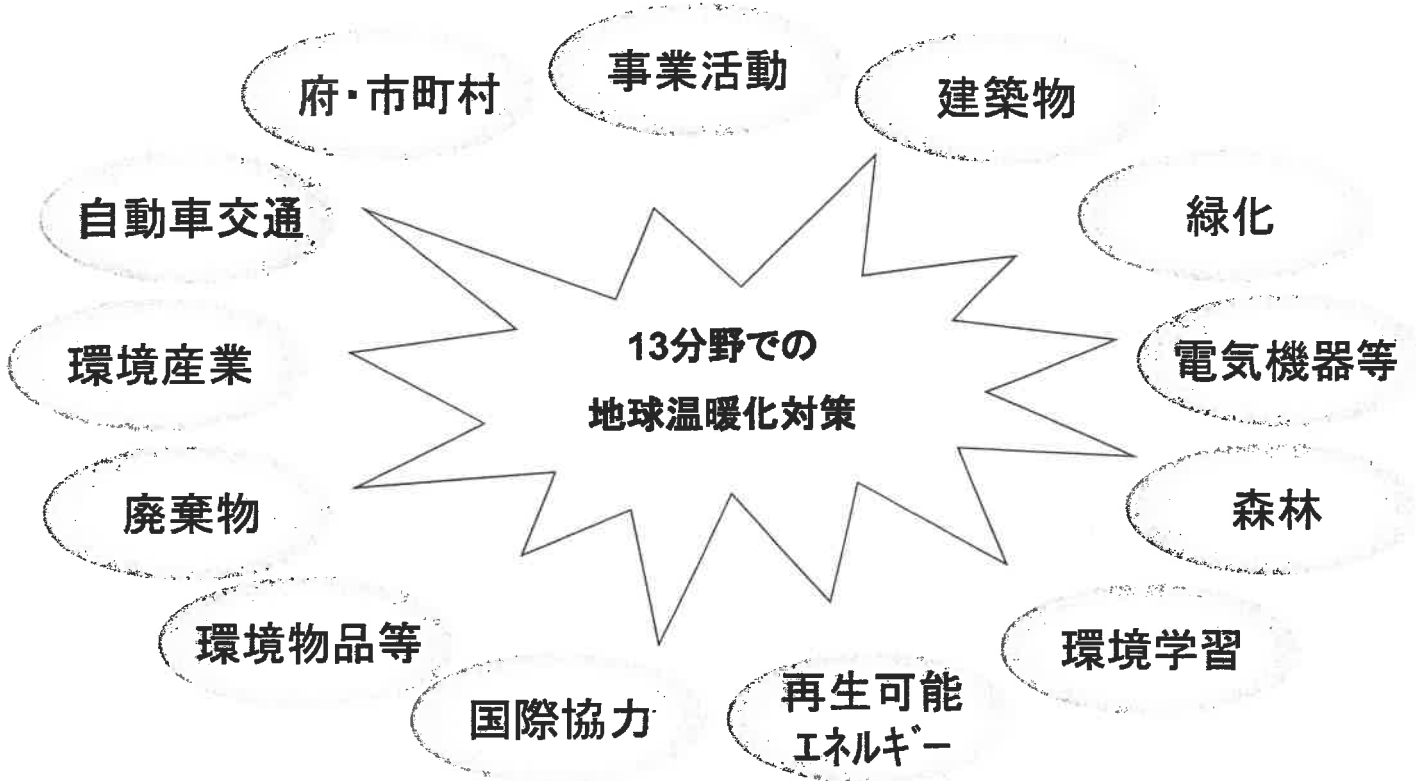 事業活動
府・市町村
建築物
自動車交通
緑化
13分野での
地球温暖化対策
環境産業
電気機器等
廃棄物
森林
環境物品等
環境学習
国際協力
再生可能
エネルギー